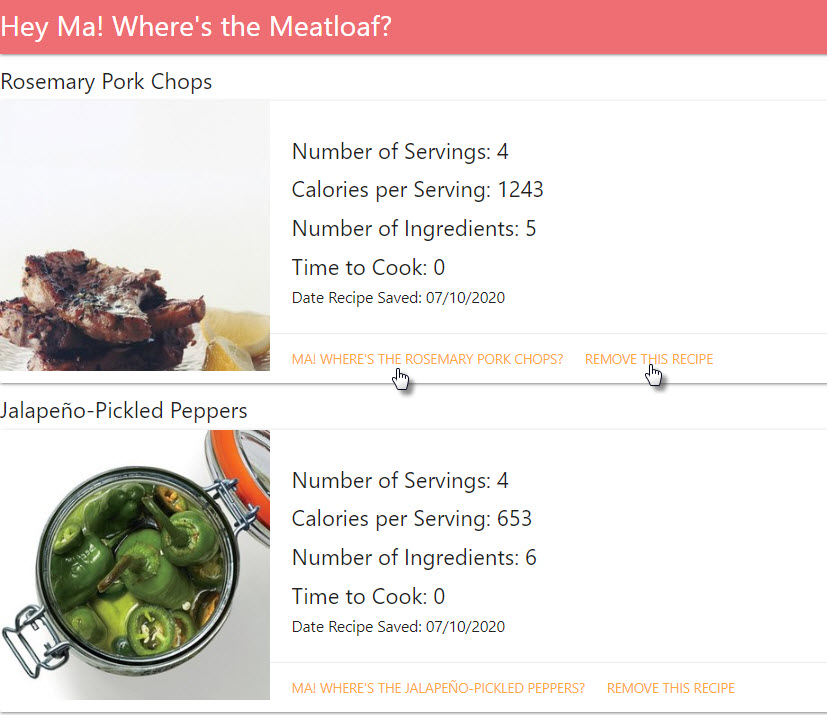 Hey Ma! Where's the Meatloaf?
Rosemary Pork Chops
Number of Servings: 4
Calories per Serving: 1243
Number of Ingredients: 5
Time to Cook: 0
Date Recipe Saved: 07/10/2020
MA! WHERE'S THE ROSEMARY PORK CHOPS? REMOVE THIS RECIPE
Jalapeño-Pickled Peppers
Number of Servings: 4
Calories per Serving: 653
Number of Ingredients: 6
Time to Cook: 0
Date Recipe Saved: 07/10/2020
MA! WHERE'S THE JALAPEÑO-PICKLED PEPPERS? REMOVE THIS RECIPE